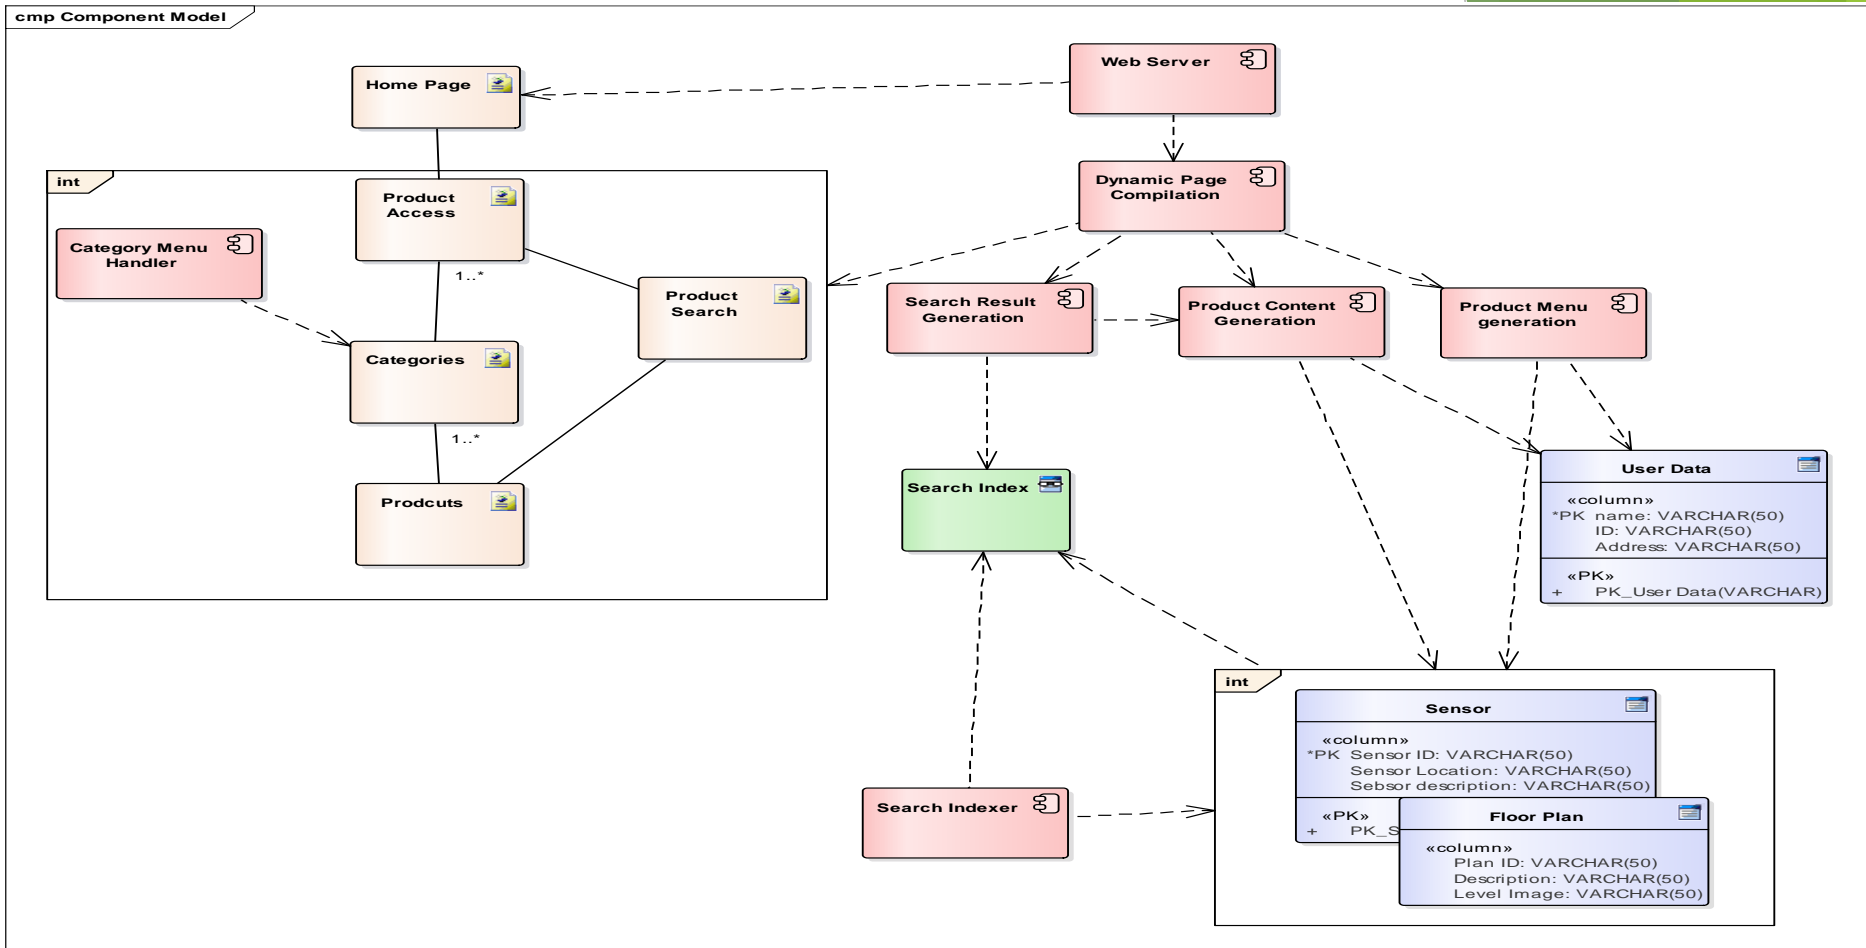 cmp Component Model
Web Server
Home Page
Dynamic Page
Compilation
int
Product
Access
Category Menu
Handler
1..*
Product
Search
Search Result
Generation
Product Content
Generation
Product Menu
generation
Categories
1..*
Prodcuts
Search Index
User Data
«column»
*PK name: VARCHAR(50)
ID: VARCHAR(50)
Address: VARCHAR(50)
«PK»
+ PK_User Data(VARCHAR)
int
Sensor
«column»
*PK Sensor ID: VARCHAR(50)
Sensor Location: VARCHAR(50)
Sebsor description: VARCHAR(50)
«PK»
+ PK_S
Search Indexer
Floor Plan
«column»
Plan ID: VARCHAR(50)
Description: VARCHAR(50)
Level Image: VARCHAR(50)